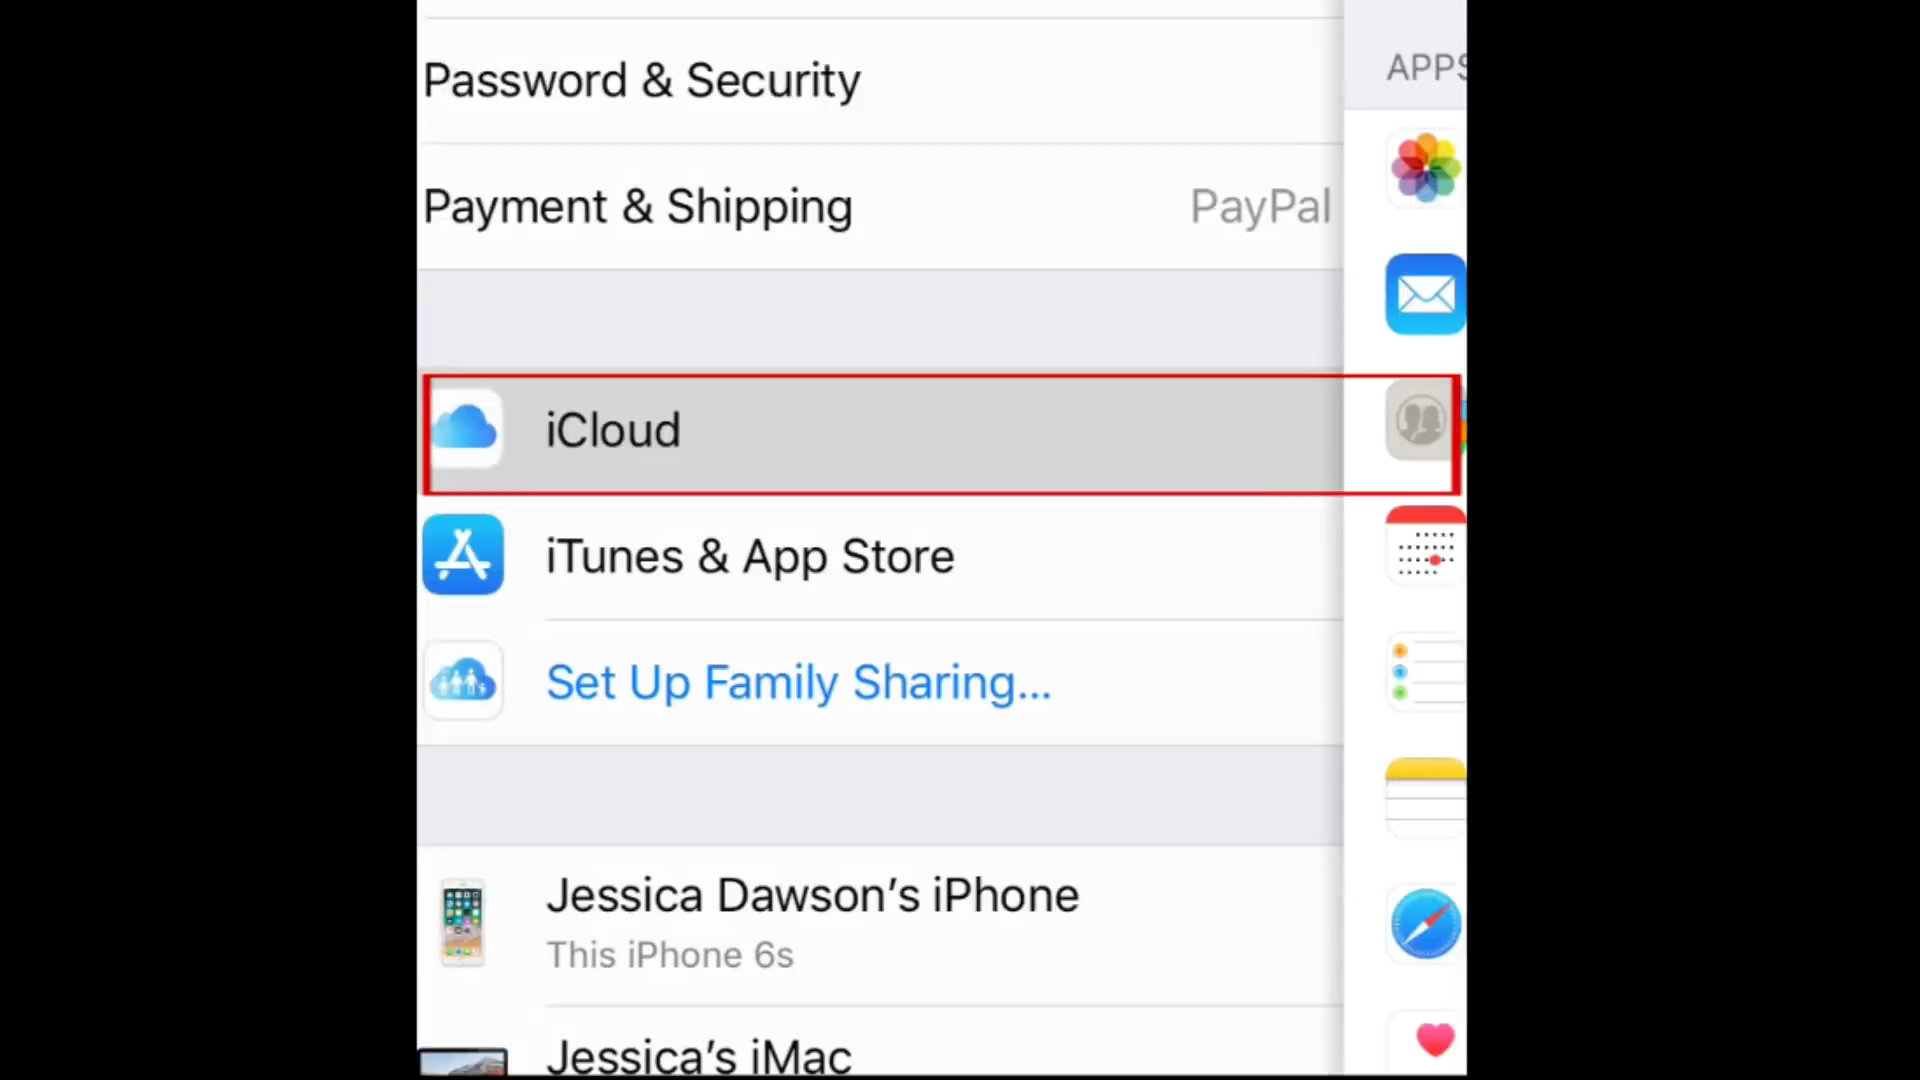 Password & Security
APPS
Payment & Shipping PayPal
iCloud
iTunes & App Store
Set Up Family Sharing...
Jessica Dawson’s iPhone
This iPhone 6s
Jessica’s iMac